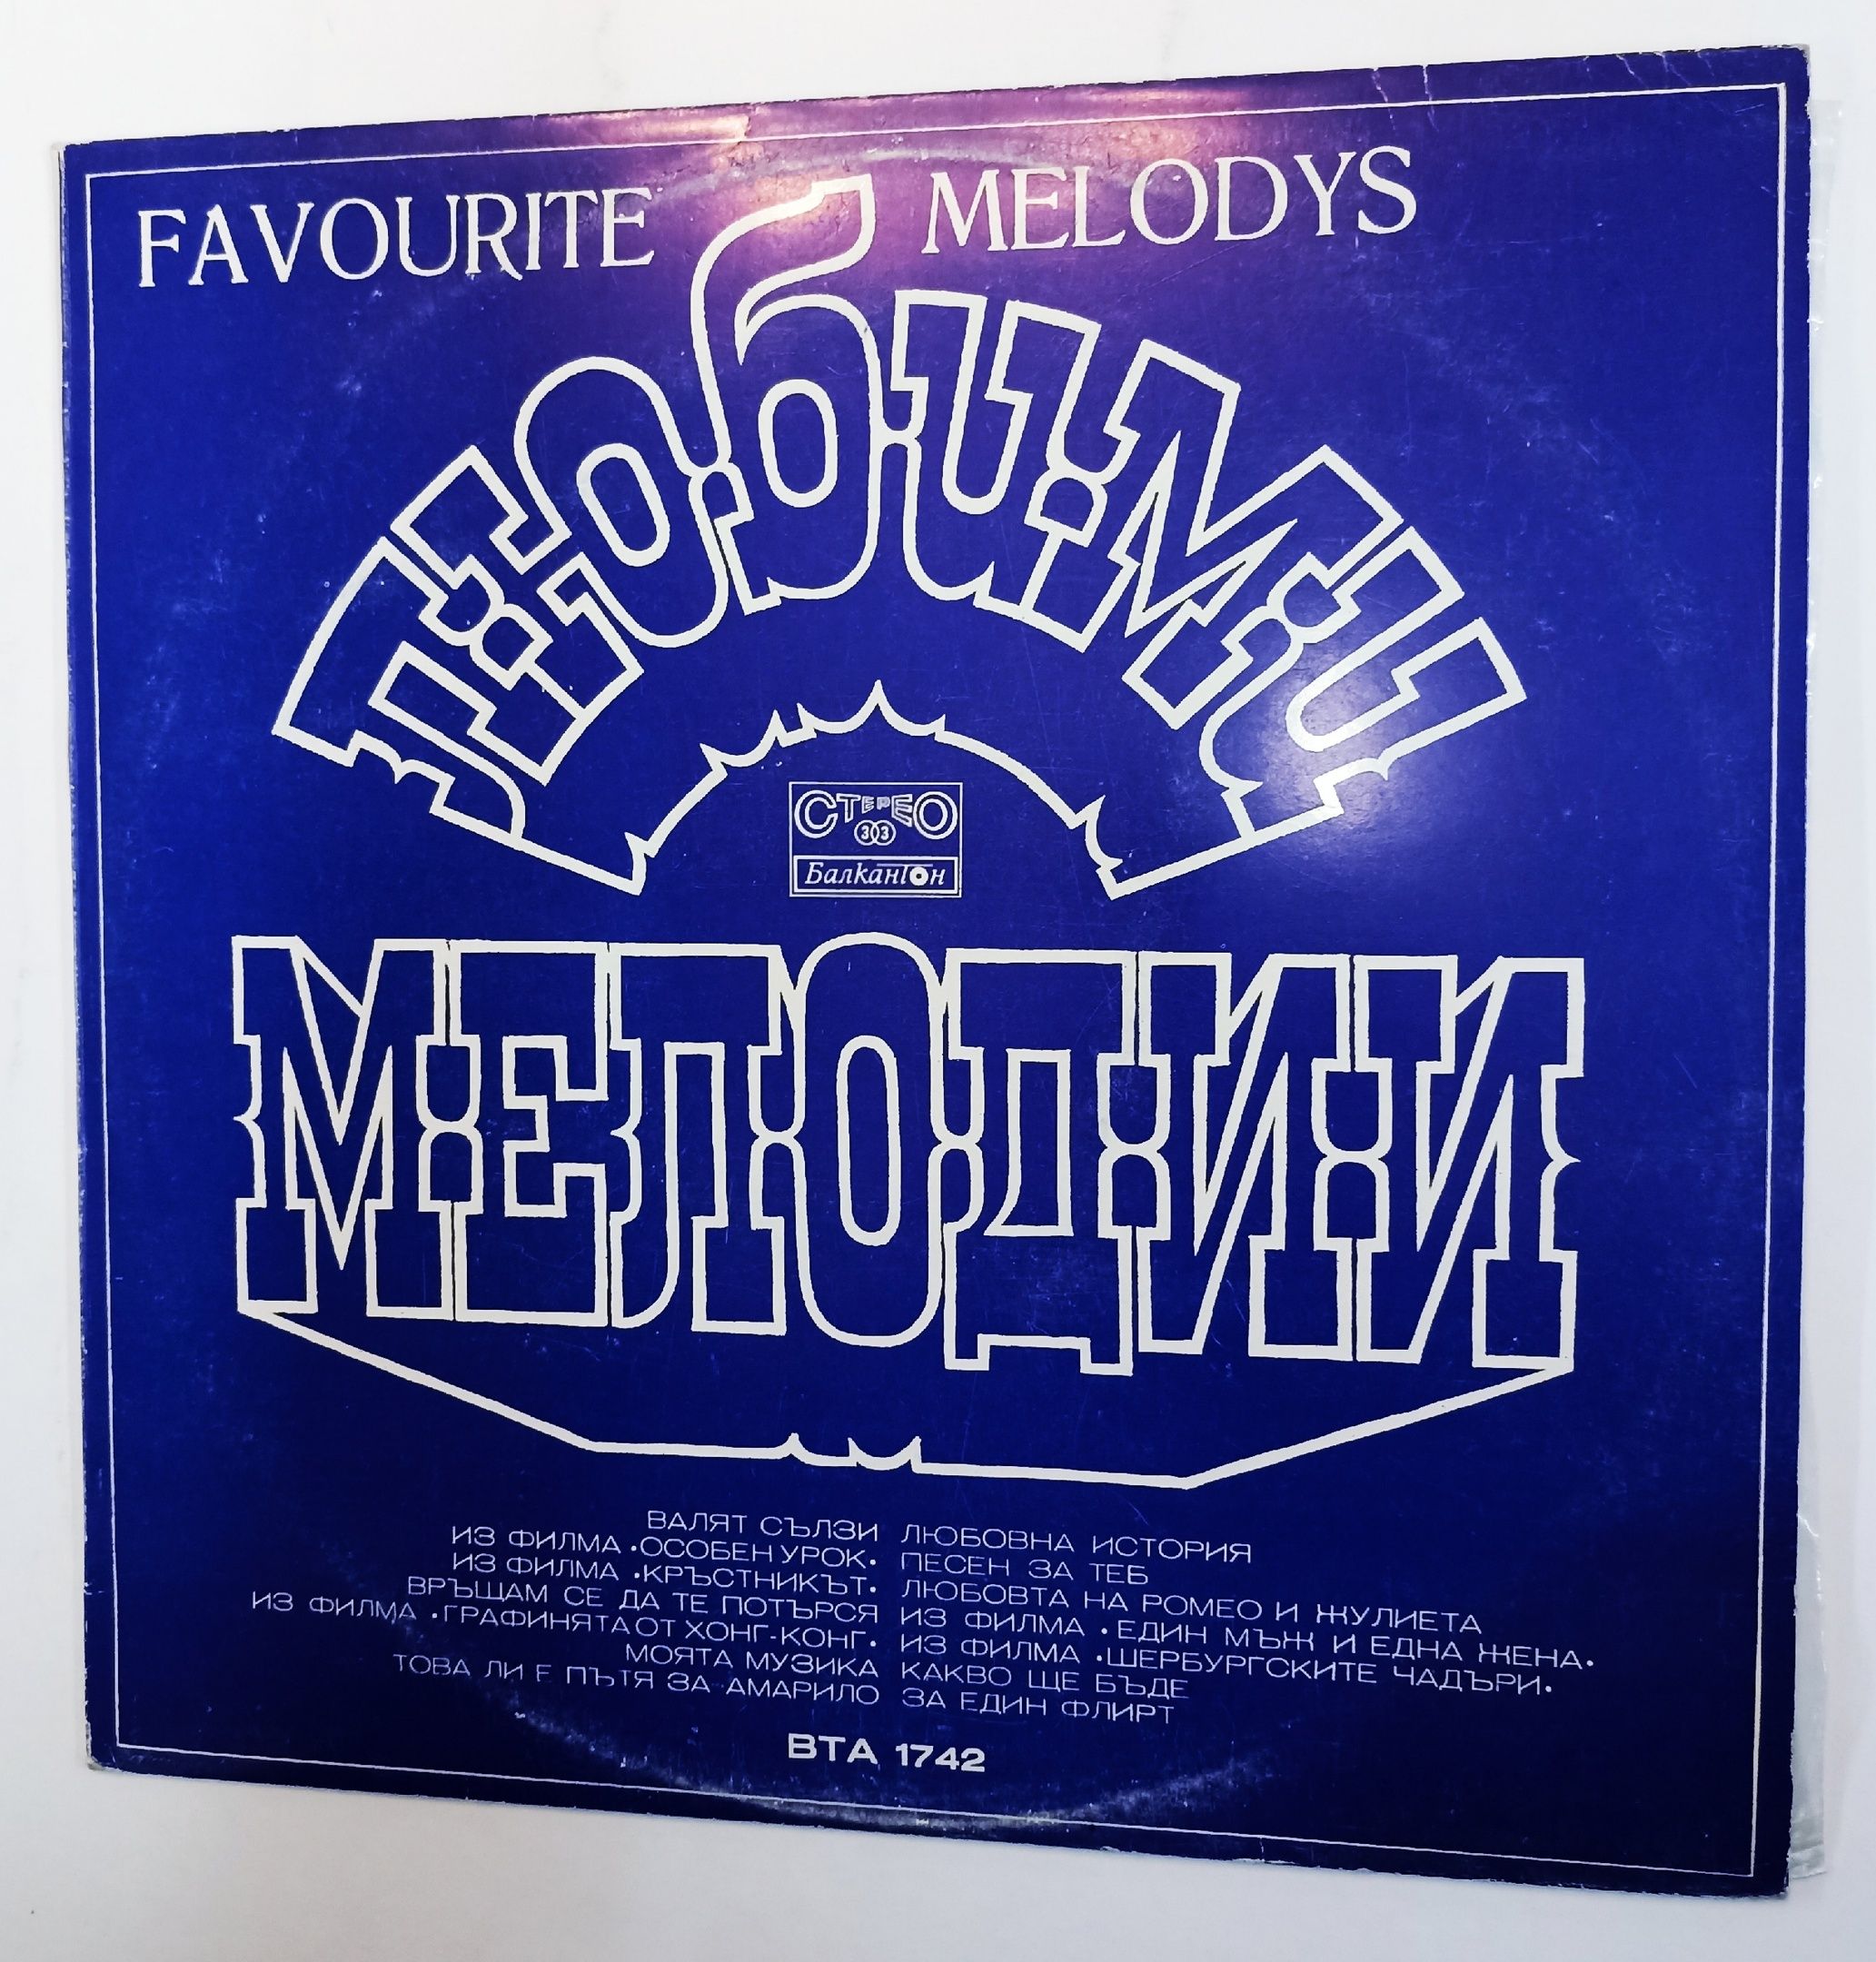 FAVOURITE MELODYS
Любими
СТЕРЕО
33
Балкантон
МЕЛОДИИ
ВАЛЯТ СЪЛЗИ
ИЗ ФИЛМА •ОСОБЕН УРОК•
ИЗ ФИЛМА •КРЪСТНИКЪТ•
ВРЪЩАМ СЕ ДА ТЕ ПОТЪРСЯ
ИЗ ФИЛМА •ГРАФИНЯТА ОТ ХОНГ-КОНГ•
МОЯТА МУЗИКА
ТОВА ЛИ Е ПЪТЯ ЗА АМАРИЛО
ЛЮБОВНА ИСТОРИЯ
ПЕСЕН ЗА ТЕБ
ЛЮБОВТА НА РОМЕО И ЖУЛИЕТА
ИЗ ФИЛМА •ЕДИН МЪЖ И ЕДНА ЖЕНА•
ИЗ ФИЛМА •ШЕРБУРГСКИТЕ ЧАДЪРИ•
КАКВО ЩЕ БЪДЕ
ЗА ЕДИН ФЛИРТ
ВТА 1742